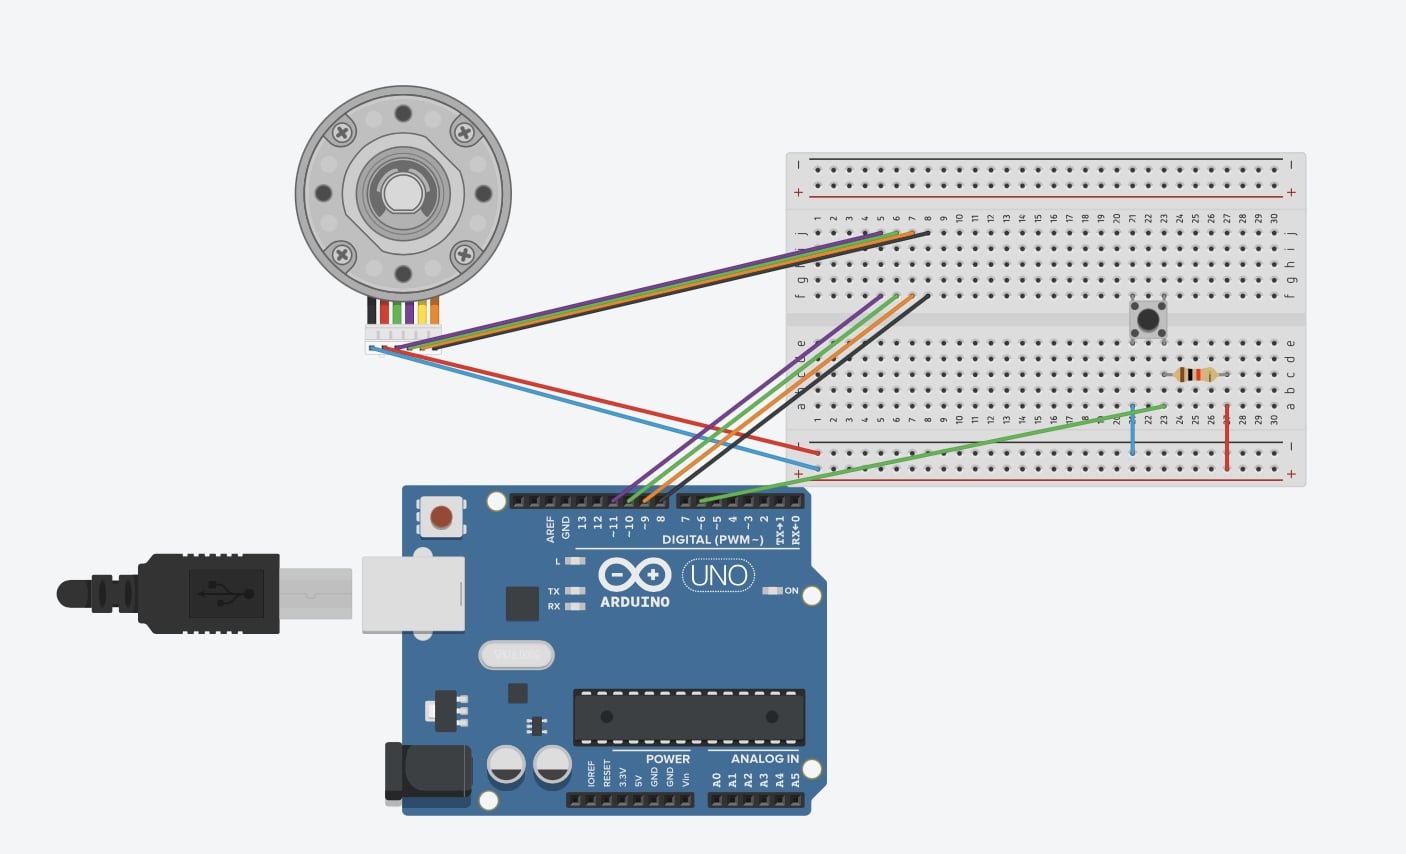 1 2 3 4 5 6 7 8 9 10 11 12 13 14 15 16 17 18 19 20 21 22 23 24 25 26 27 28 29 30
j j
i i
h h
g g
f f
e e
d d
c c
b b
a a
1 2 3 4 5 6 7 8 9 10 11 12 13 14 15 16 17 18 19 20 21 22 23 24 25 26 27 28 29 30
AREF GND 13 12 ~11 ~10 ~9 8 7 ~6 ~5 4 ~3 2 TX→1 RX←0
DIGITAL (PWM~)
L
TX
RX
UNO
ON
ARDUINO
POWER ANALOG IN
IOREF RESET 3.3V 5V GND GND Vin A0 A1 A2 A3 A4 A5